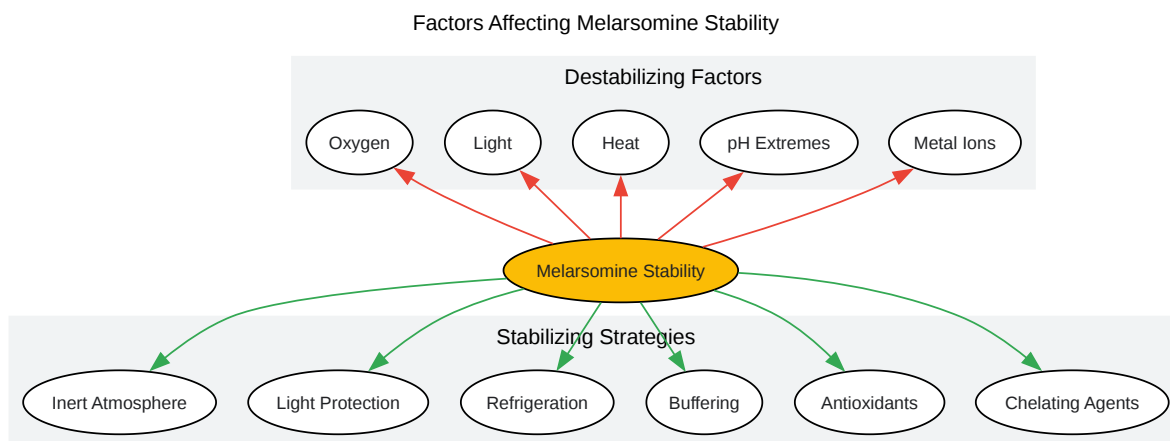 Factors Affecting Melarsomine Stability
Destabilizing Factors
Oxygen
Light
Heat
pH Extremes
Metal Ions
Melarsomine Stability
Stabilizing Strategies
Inert Atmosphere
Light Protection
Refrigeration
Buffering
Antioxidants
Chelating Agents